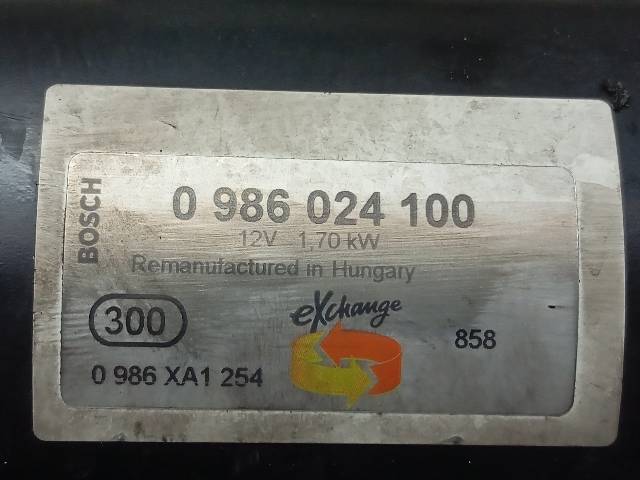 BOSCH
0 986 024 100
12V 1,70 kW
Remanufactured in Hungary
eXchange
300
858
0 986 XA1 254